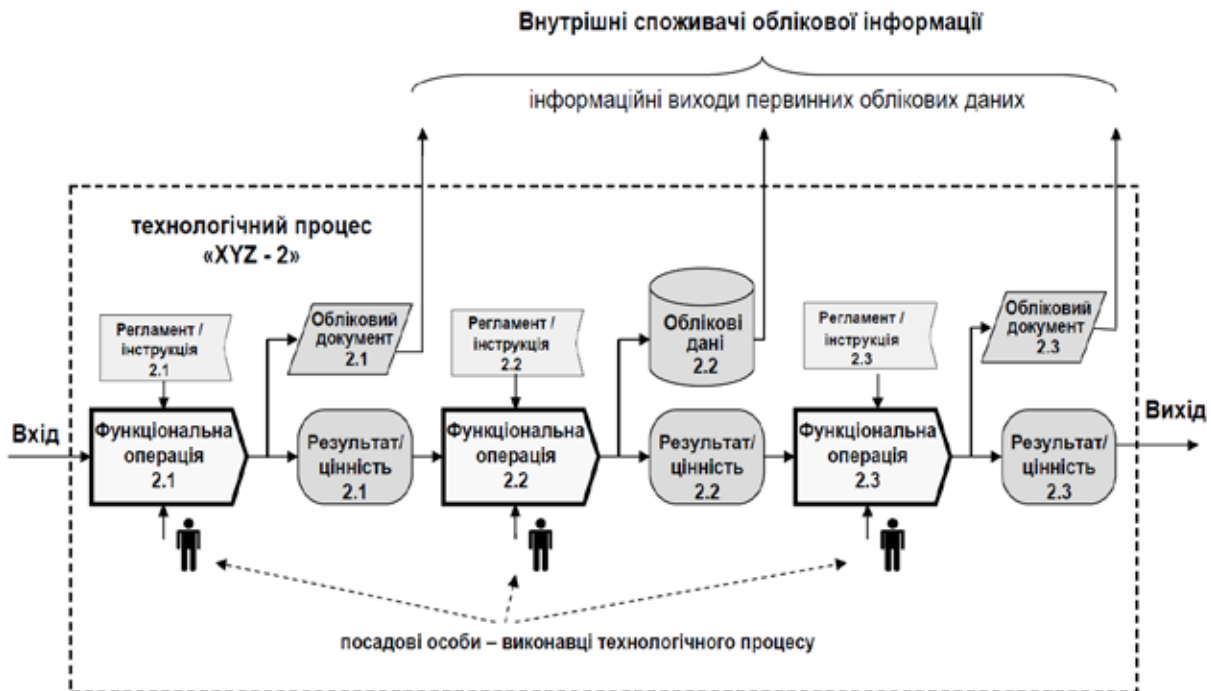 Внутрішні споживачі облікової інформації
інформаційні виходи первинних облікових даних
технологічний процес
«XYZ - 2»
Регламент /
інструкція
2.1
Обліковий
документ
2.1
Регламент /
інструкція
2.2
Облікові
дані
2.2
Регламент /
інструкція
2.3
Обліковий
документ
2.3
Вхід
Функціональна
операція
2.1
Результат/
цінність
2.1
Функціональна
операція
2.2
Результат/
цінність
2.2
Функціональна
операція
2.3
Результат/
цінність
2.3
Вихід
посадові особи – виконавці технологічного процесу